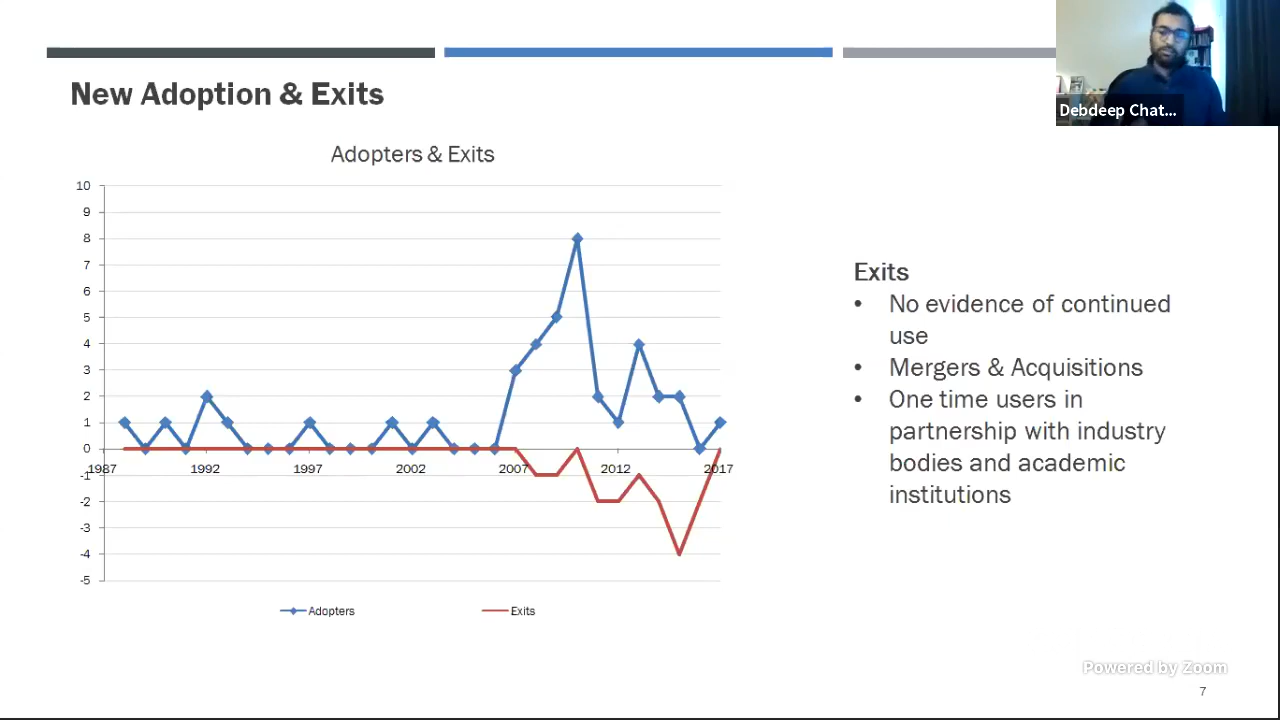 New Adoption & Exits
Debdeep Chat...
Adopters & Exits
10
9
8
7
6
5
4
3
2
1
0
-1
-2
-3
-4
-5
1987
1992
1997
2002
2007
2012
2017
Adopters
Exits
Exits
• No evidence of continued
use
• Mergers & Acquisitions
• One time users in
partnership with industry
bodies and academic
institutions
Powered by Zoom
7